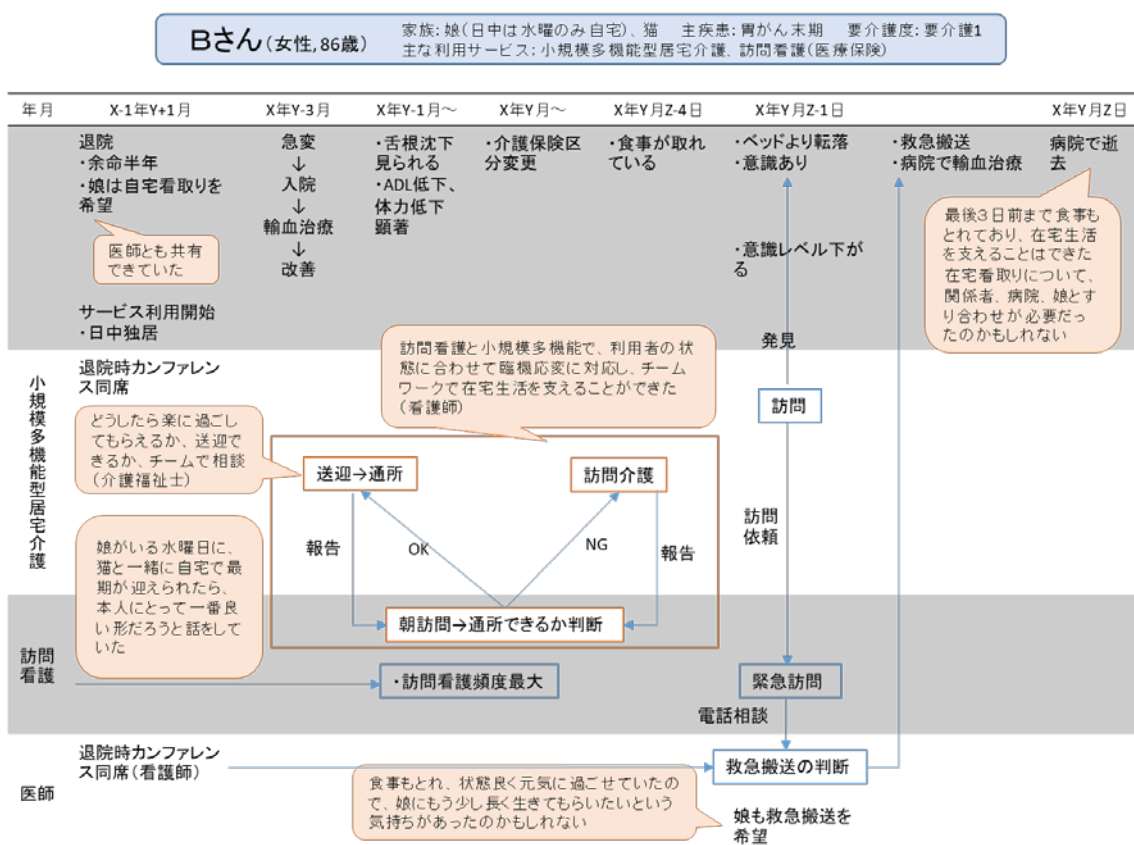 Bさん(女性,86歳)
家族:娘(日中は水曜のみ自宅)、猫 主疾患:胃がん末期 要介護度:要介護1
主な利用サービス:小規模多機能型居宅介護、訪問看護(医療保険)
年月 X-1年Y+1月 X年Y-3月 X年Y-1月~ X年Y月~ X年Y月Z-4日 X年Y月Z-1日 X年Y月Z日
退院
・余命半年
・娘は自宅看取りを
希望
医師とも共有
できていた
サービス利用開始
・日中独居
急変
↓
入院
↓
輸血治療
↓
改善
・舌根沈下
見られる
・ADL低下、
体力低下
顕著
・介護保険区
分変更
・食事が取れ
ている
・ベッドより転落
・意識あり
・意識レベル下が
る
・救急搬送
・病院で輸血治療
病院で逝
去
最後3日前まで食事も
とれており、在宅生活
を支えることはできた
在宅看取りについて、
関係者、病院、娘とす
り合わせが必要だっ
たのかもしれない
発見
小規模多機能型居宅介護
退院時カンファレン
ス同席
どうしたら楽に過ごし
てもらえるか、送迎で
きるか、チームで相談
(介護福祉士)
娘がいる水曜日に、
猫と一緒に自宅で最
期が迎えられたら、
本人にとって一番良
い形だろうと話をして
いた
訪問看護と小規模多機能で、利用者の状
態に合わせて臨機応変に対応し、チーム
ワークで在宅生活を支えることができた
(看護師)
送迎→通所
訪問介護
報告
OK
NG
報告
朝訪問→通所できるか判断
訪問
訪問
依頼
訪問
看護
・訪問看護頻度最大
緊急訪問
電話相談
医師
退院時カンファレン
ス同席(看護師)
救急搬送の判断
食事もとれ、状態良く元気に過ごせていたの
で、娘にもう少し長く生きてもらいたいという
気持ちがあったのかもしれない
娘も救急搬送を
希望